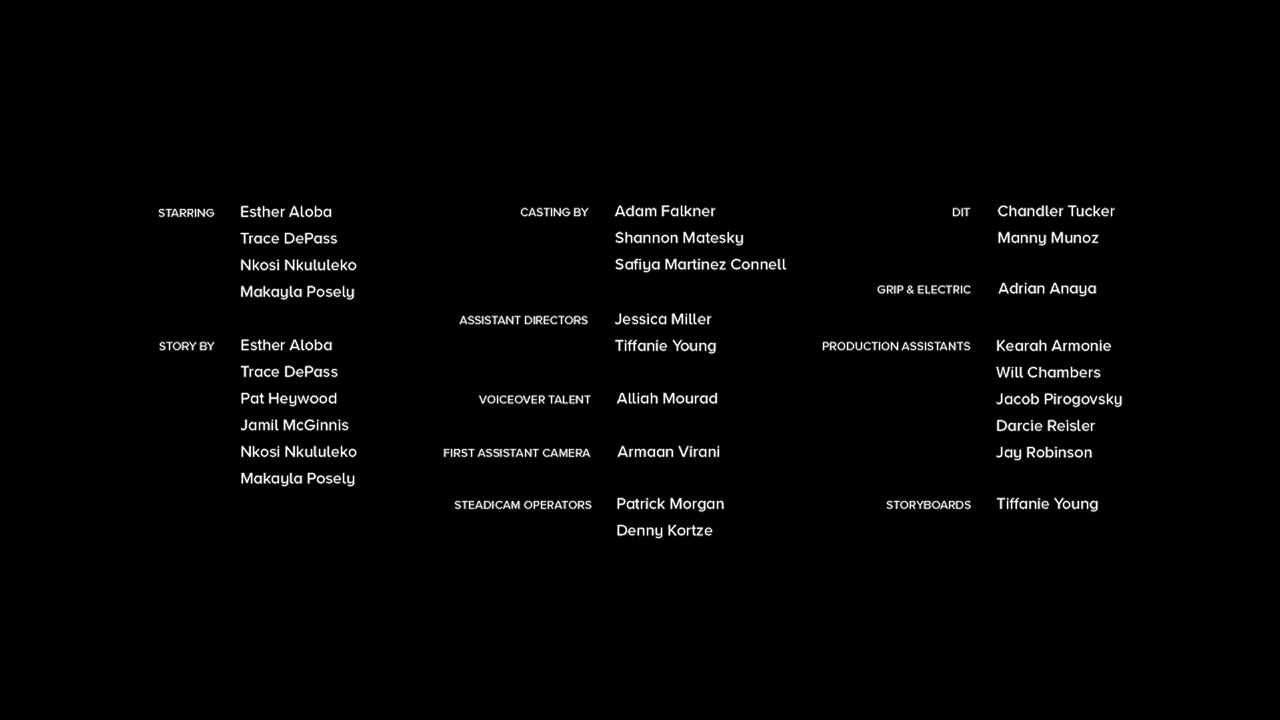 STARRING Esther Aloba
Trace DePass
Nkosi Nkululeko
Makayla Posely
STORY BY Esther Aloba
Trace DePass
Pat Heywood
Jamil McGinnis
Nkosi Nkululeko
Makayla Posely
CASTING BY Adam Falkner
Shannon Matesky
Safiya Martinez Connell
ASSISTANT DIRECTORS Jessica Miller
Tiffanie Young
VOICEOVER TALENT Alliah Mourad
FIRST ASSISTANT CAMERA Armaan Virani
STEADICAM OPERATORS Patrick Morgan
Denny Kortze
DIT Chandler Tucker
Manny Munoz
GRIP & ELECTRIC Adrian Anaya
PRODUCTION ASSISTANTS Kearah Armonie
Will Chambers
Jacob Pirogovsky
Darcie Reisler
Jay Robinson
STORYBOARDS Tiffanie Young